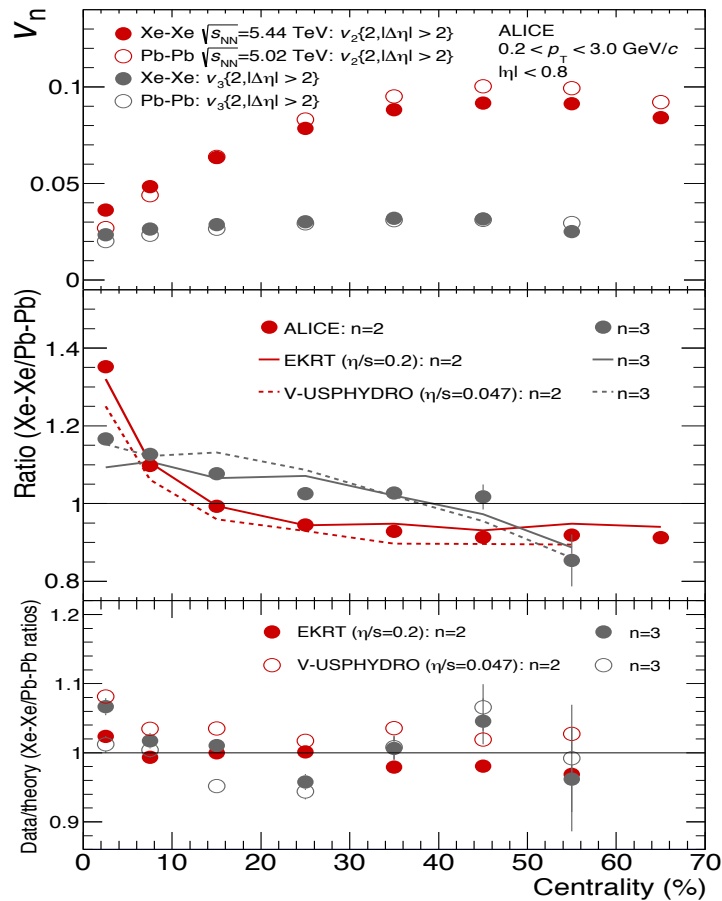 v_n
Xe-Xe √s_NN=5.44 TeV: v₂{2,|Δη| > 2}
Pb-Pb √s_NN=5.02 TeV: v₂{2,|Δη| > 2}
Xe-Xe: v₃{2,|Δη| > 2}
Pb-Pb: v₃{2,|Δη| > 2}
ALICE
0.2 < p_T < 3.0 GeV/c
|η| < 0.8
0.1
0.05
0
Ratio (Xe-Xe/Pb-Pb)
ALICE: n=2 n=3
EKRT (η/s=0.2): n=2 n=3
V-USPHYDRO (η/s=0.047): n=2 n=3
1.4
1.2
1
0.8
Data/theory (Xe-Xe/Pb-Pb ratios)
EKRT (η/s=0.2): n=2 n=3
V-USPHYDRO (η/s=0.047): n=2 n=3
1.2
1.1
1
0.9
0 10 20 30 40 50 60 70
Centrality (%)